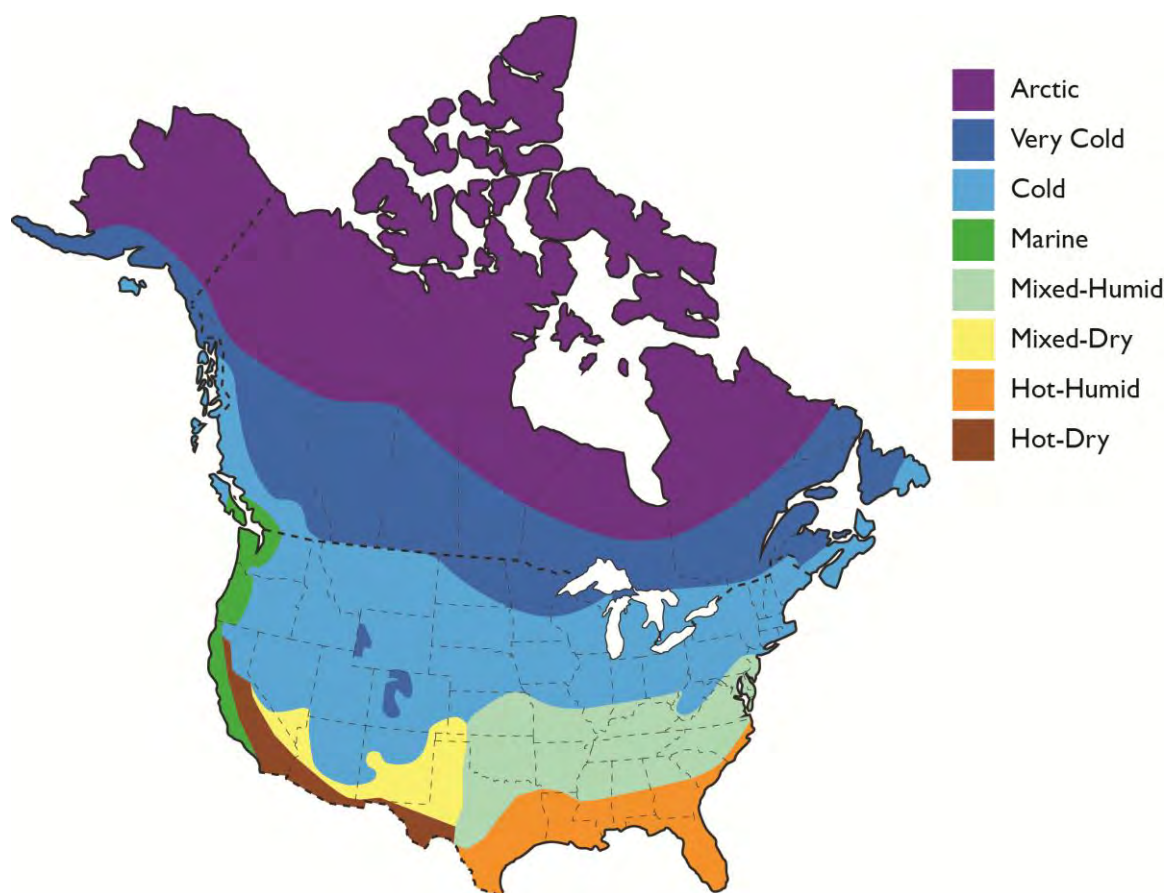 Arctic
Very Cold
Cold
Marine
Mixed-Humid
Mixed-Dry
Hot-Humid
Hot-Dry